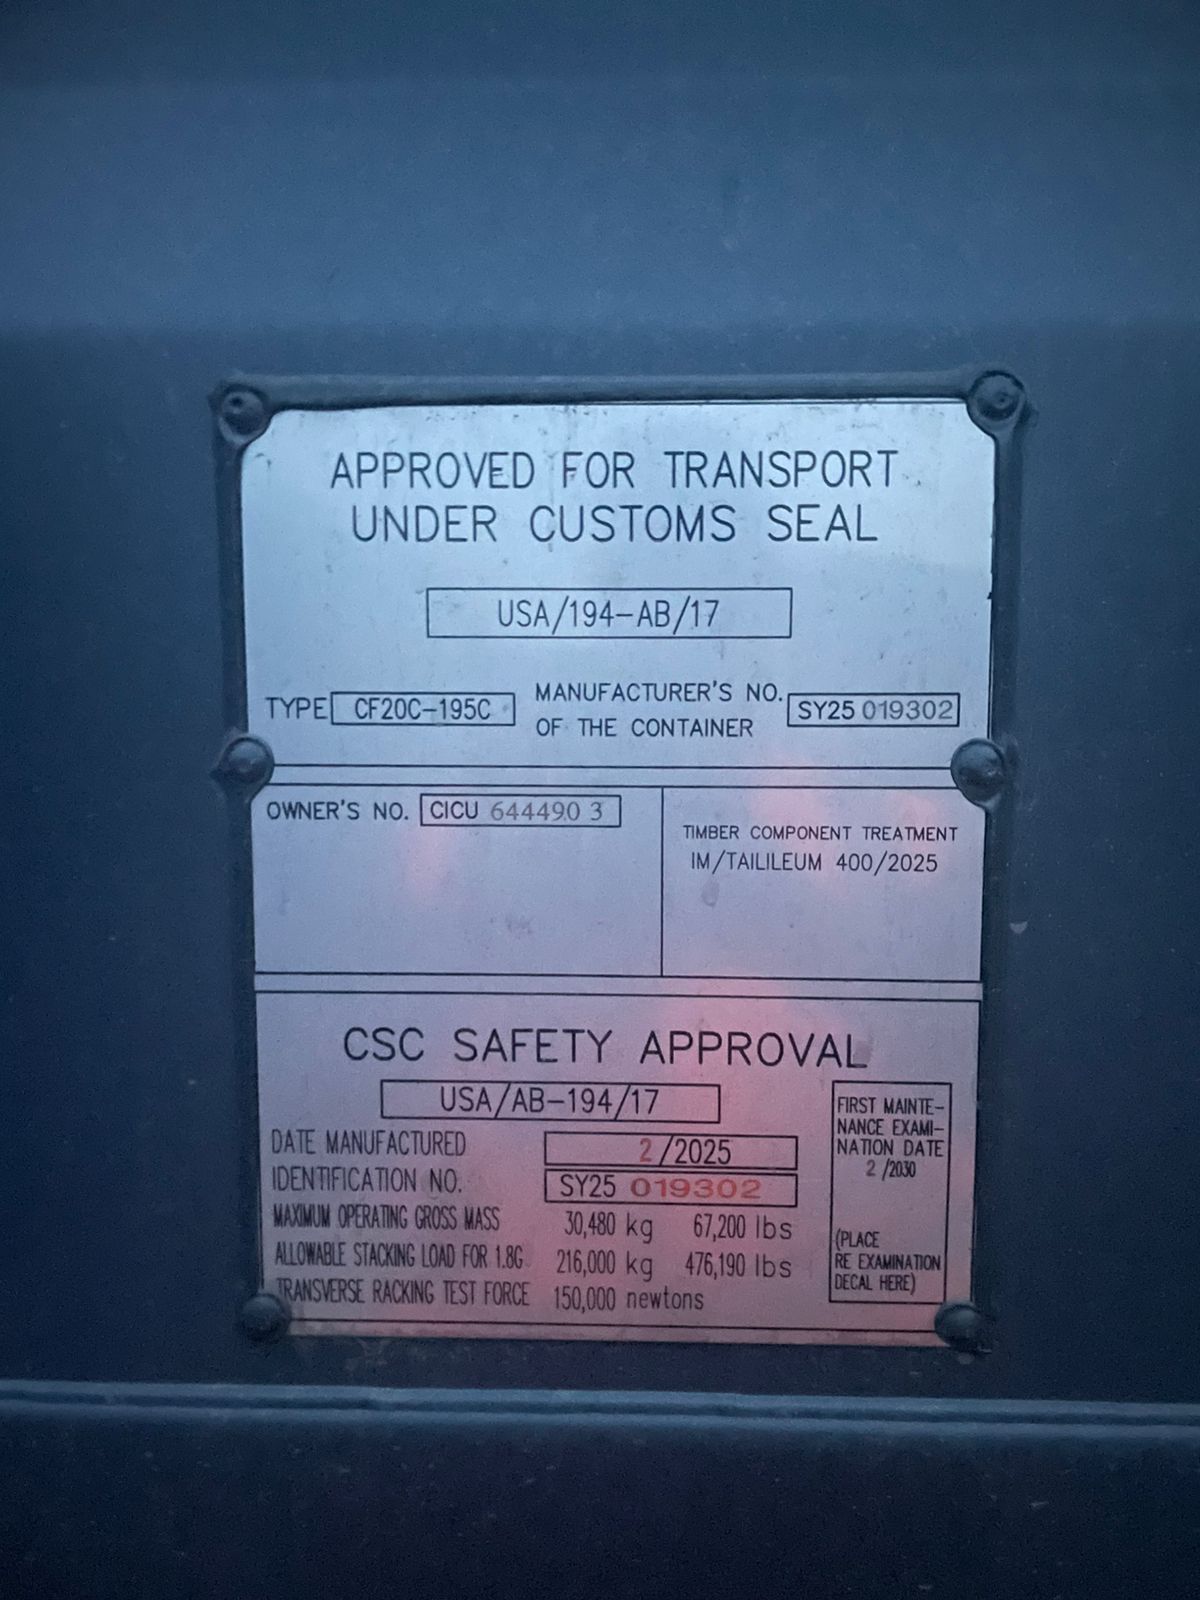 APPROVED FOR TRANSPORT
UNDER CUSTOMS SEAL
USA/194-AB/17
TYPE CF20C-195C
MANUFACTURER'S NO.
OF THE CONTAINER
SY25 019302
OWNER'S NO. CICU 644490 3
TIMBER COMPONENT TREATMENT
IM/TAILILEUM 400/2025
CSC SAFETY APPROVAL
USA/AB-194/17
DATE MANUFACTURED 2/2025
IDENTIFICATION NO. SY25 019302
MAXIMUM OPERATING GROSS MASS 30,480 kg 67,200 lbs
ALLOWABLE STACKING LOAD FOR 1.8G 216,000 kg 476,190 lbs
TRANSVERSE RACKING TEST FORCE 150,000 newtons
FIRST MAINTE-
NANCE EXAMI-
NATION DATE
2 /2030
(PLACE
RE EXAMINATION
DECAL HERE)